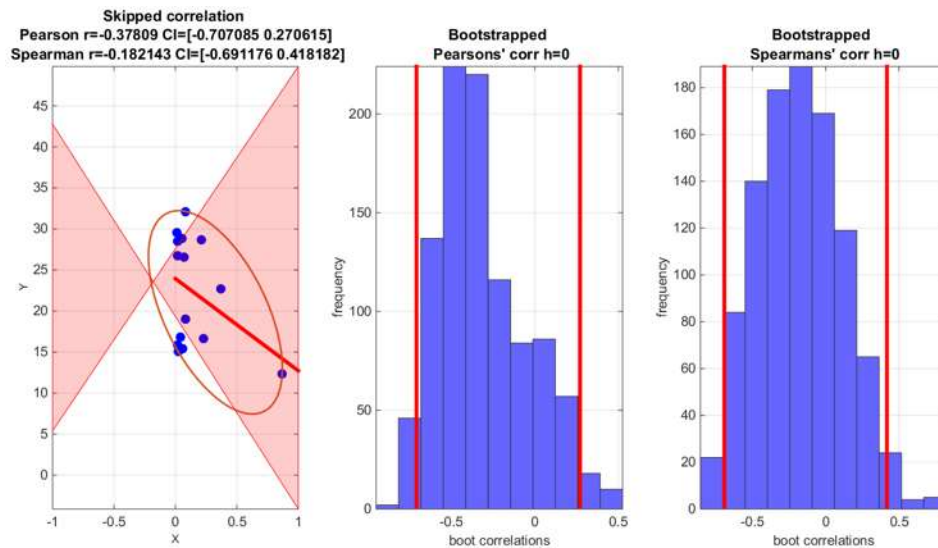 Skipped correlation
Pearson r=-0.37809 CI=[-0.707085 0.270615]
Spearman r=-0.182143 CI=[-0.691176 0.418182]
Bootstrapped
Pearsons' corr h=0
Bootstrapped
Spearmans' corr h=0
45
40
35
30
25
20
15
10
5
0
Y
-1
-0.5
0
0.5
1
X
200
150
100
50
0
frequency
-0.5
0
0.5
boot correlations
180
160
140
120
100
80
60
40
20
0
frequency
-0.5
0
0.5
boot correlations